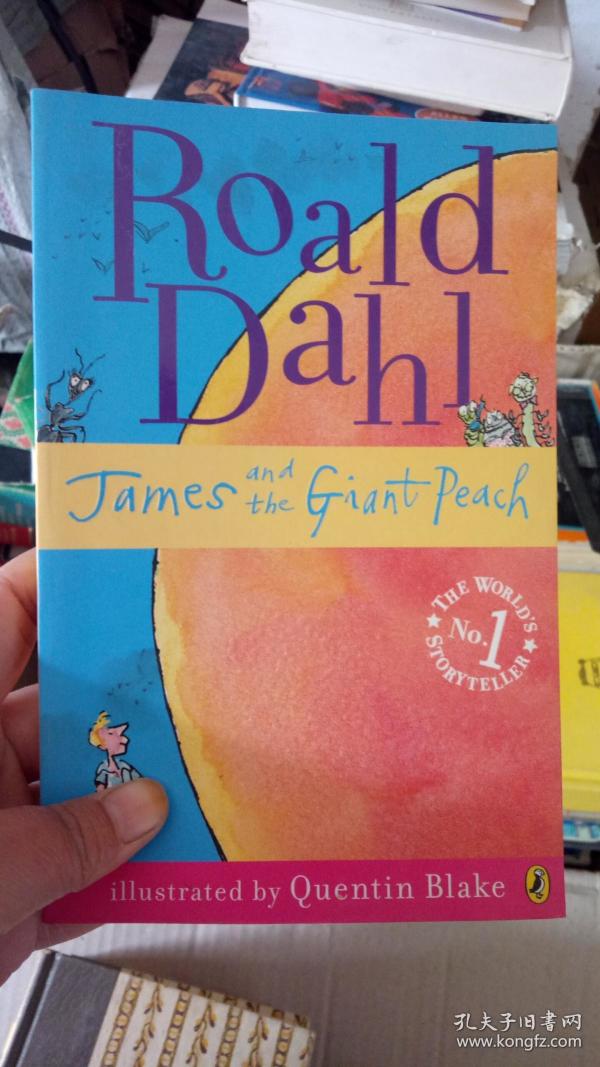 Roald
Dahl
James and the Giant Peach
THE WORLD'S
No.1
STORYTELLER
illustrated by Quentin Blake
孔夫子旧书网
www.kongfz.com